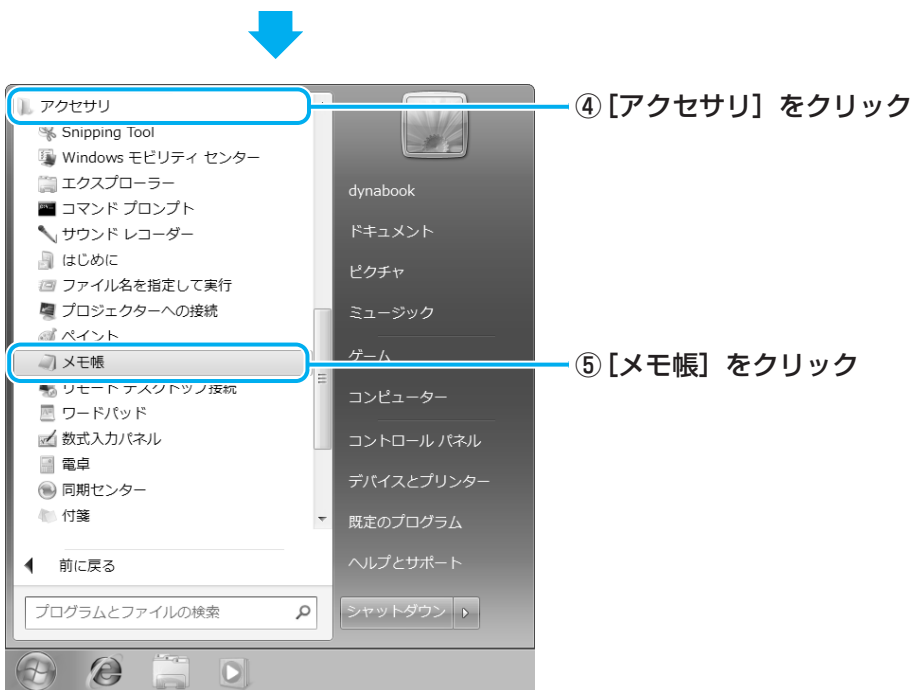 アクセサリ
Snipping Tool
Windows モビリティ センター
エクスプローラー
コマンド プロンプト
サウンド レコーダー
はじめに
ファイル名を指定して実行
プロジェクターへの接続
ペイント
メモ帳
リモート デスクトップ接続
ワードパッド
数式入力パネル
電卓
同期センター
付箋
前に戻る
プログラムとファイルの検索
dynabook
ドキュメント
ピクチャ
ミュージック
ゲーム
コンピューター
コントロール パネル
デバイスとプリンター
既定のプログラム
ヘルプとサポート
シャットダウン
④[アクセサリ] をクリック
⑤[メモ帳] をクリック